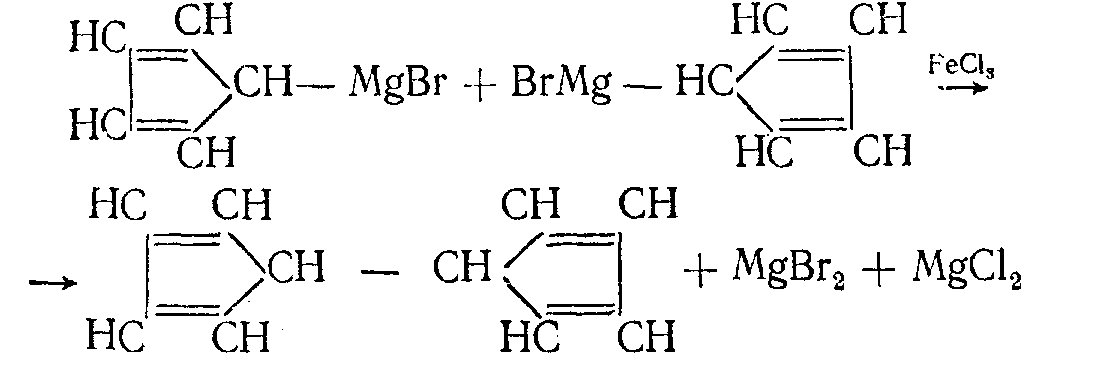 HC CH HC CH
CH — MgBr + BrMg — HC FeCl₃ →
HC CH HC CH
HC CH CH CH
→ CH — CH + MgBr₂ + MgCl₂
HC CH HC CH